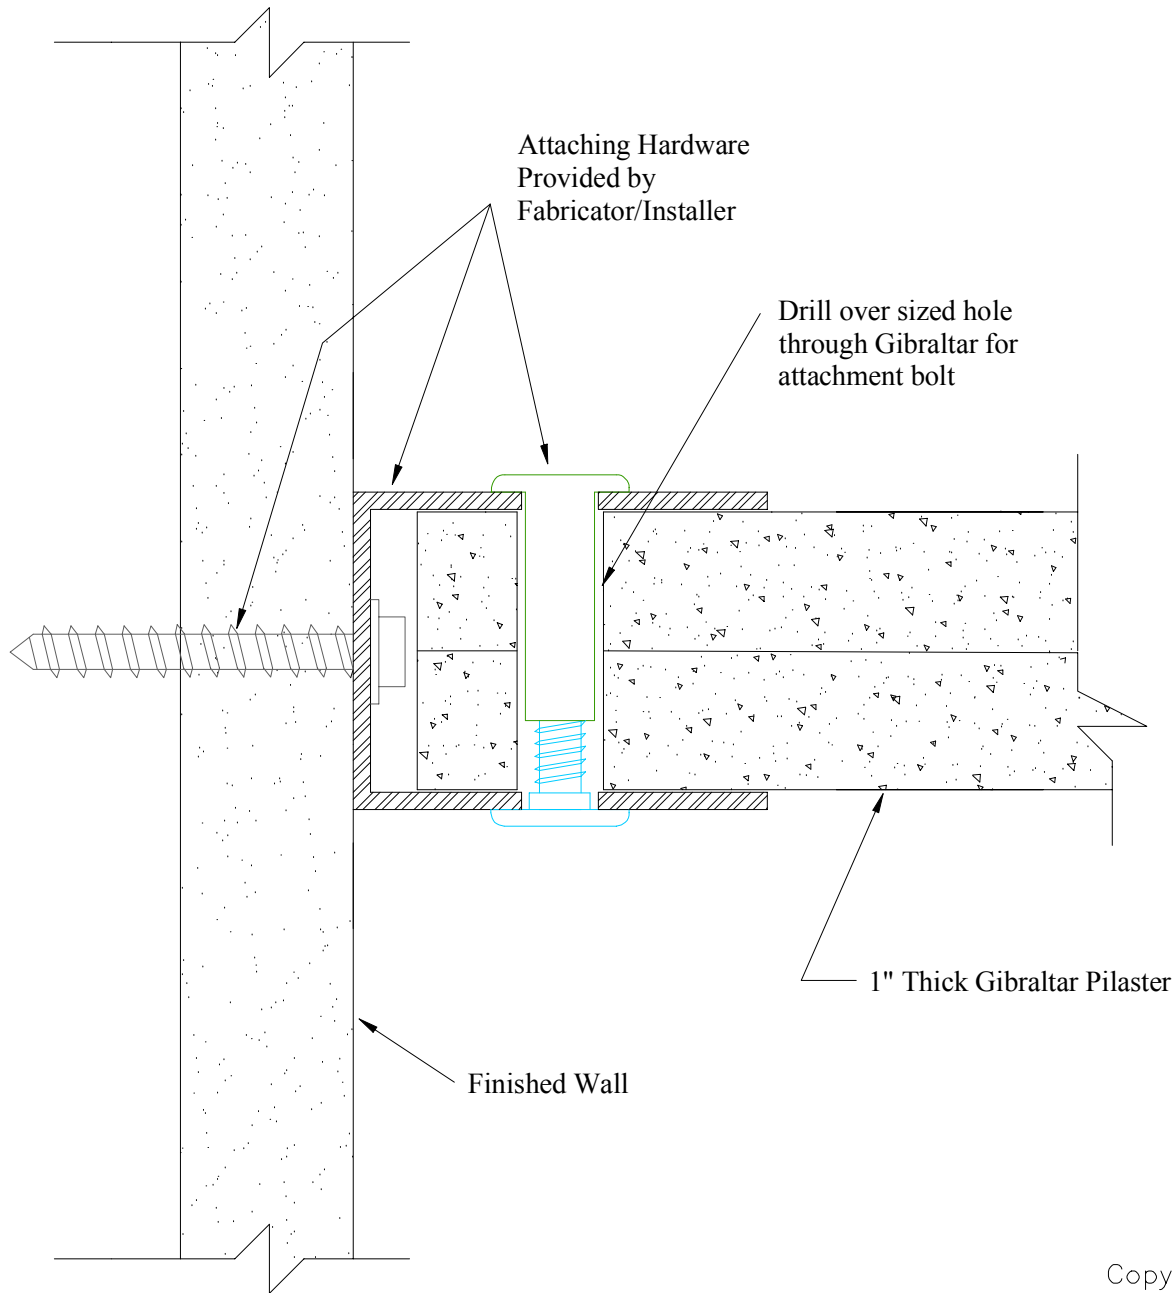 Attaching Hardware
Provided by
Fabricator/Installer
Drill over sized hole
through Gibraltar for
attachment bolt
1" Thick Gibraltar Pilaster
Finished Wall
Copy